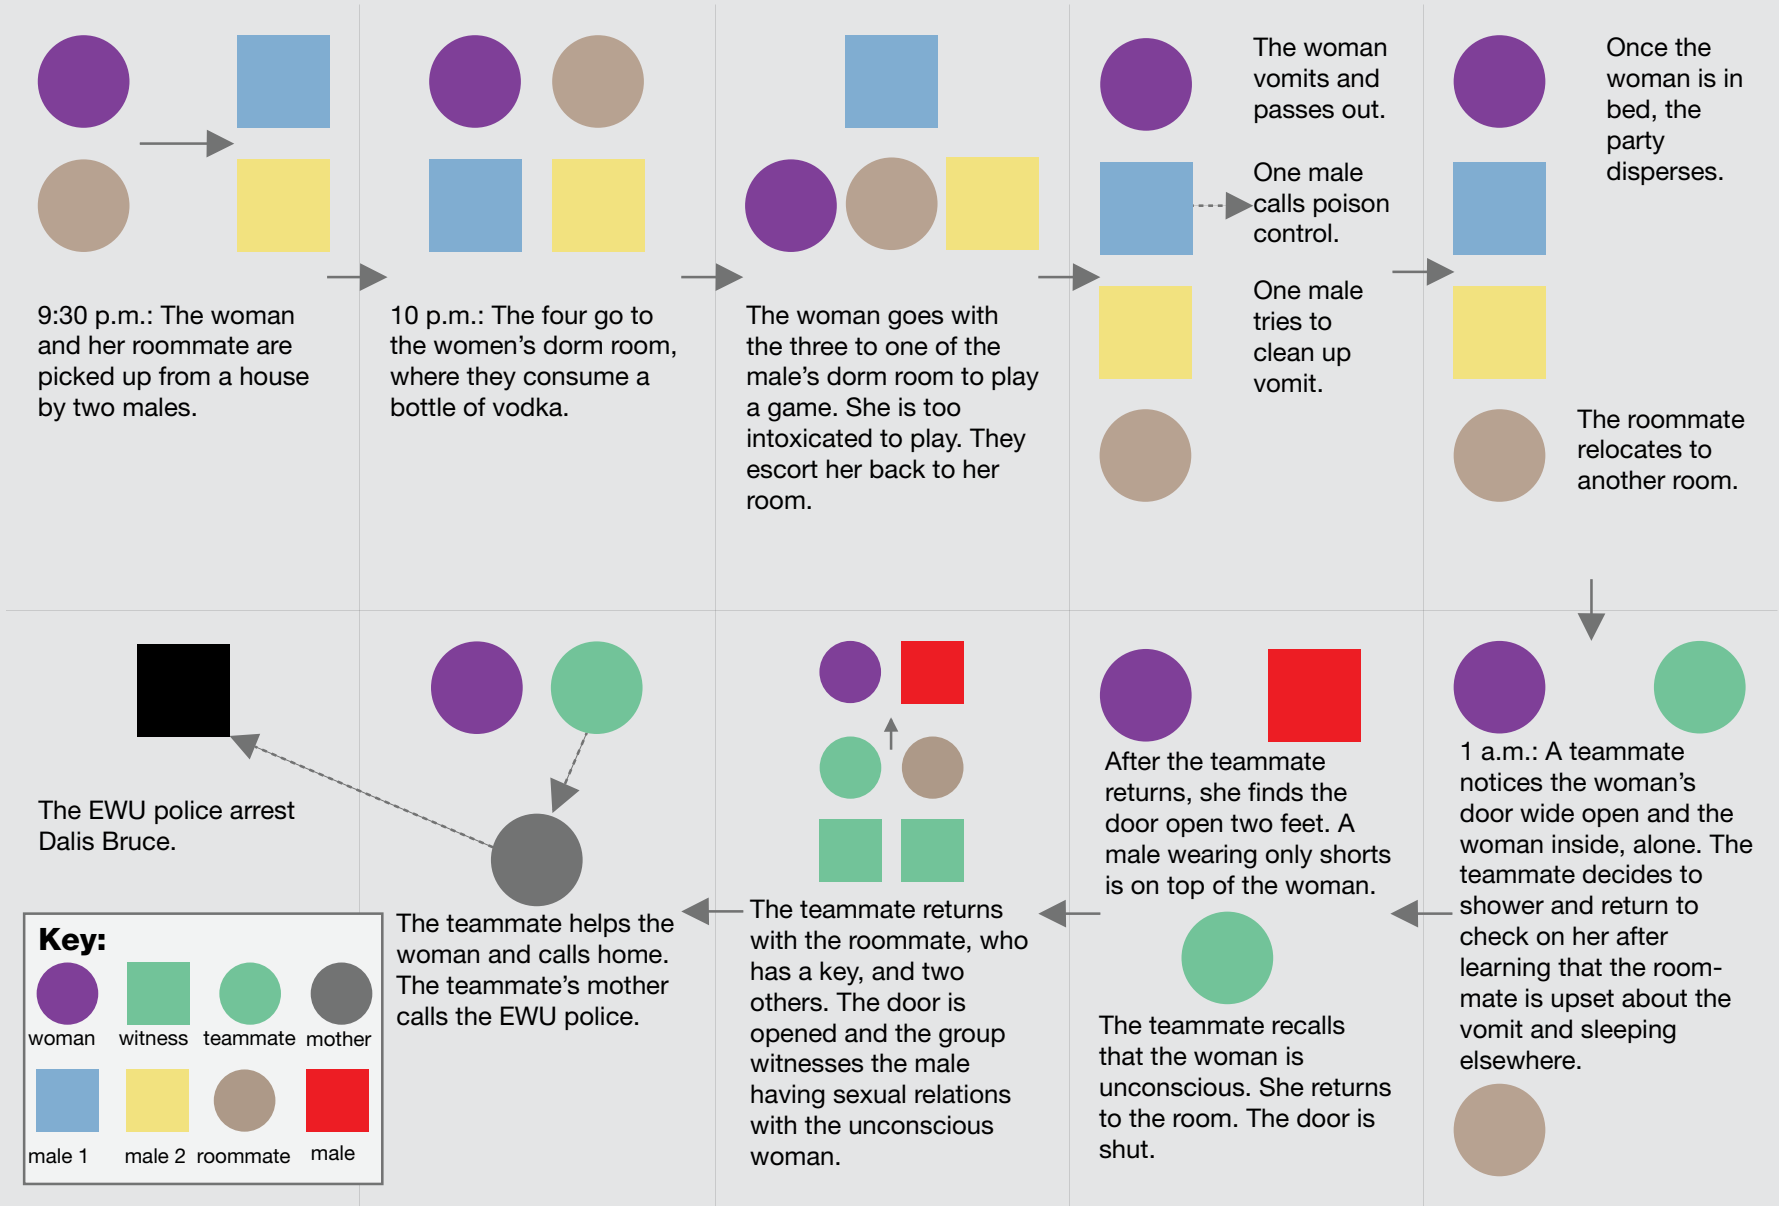 9:30 p.m.: The woman
and her roommate are
picked up from a house
by two males.
10 p.m.: The four go to
the women’s dorm room,
where they consume a
bottle of vodka.
The woman goes with
the three to one of the
male’s dorm room to play
a game. She is too
intoxicated to play. They
escort her back to her
room.
The woman
vomits and
passes out.
One male
calls poison
control.
One male
tries to
clean up
vomit.
Once the
woman is in
bed, the
party
disperses.
The roommate
relocates to
another room.
1 a.m.: A teammate
notices the woman’s
door wide open and the
woman inside, alone. The
teammate decides to
shower and return to
check on her after
learning that the room-
mate is upset about the
vomit and sleeping
elsewhere.
After the teammate
returns, she finds the
door open two feet. A
male wearing only shorts
is on top of the woman.
The teammate recalls
that the woman is
unconscious. She returns
to the room. The door is
shut.
The teammate returns
with the roommate, who
has a key, and two
others. The door is
opened and the group
witnesses the male
having sexual relations
with the unconscious
woman.
The teammate helps the
woman and calls home.
The teammate’s mother
calls the EWU police.
The EWU police arrest
Dalis Bruce.
Key:
woman witness teammate mother
male 1 male 2 roommate male